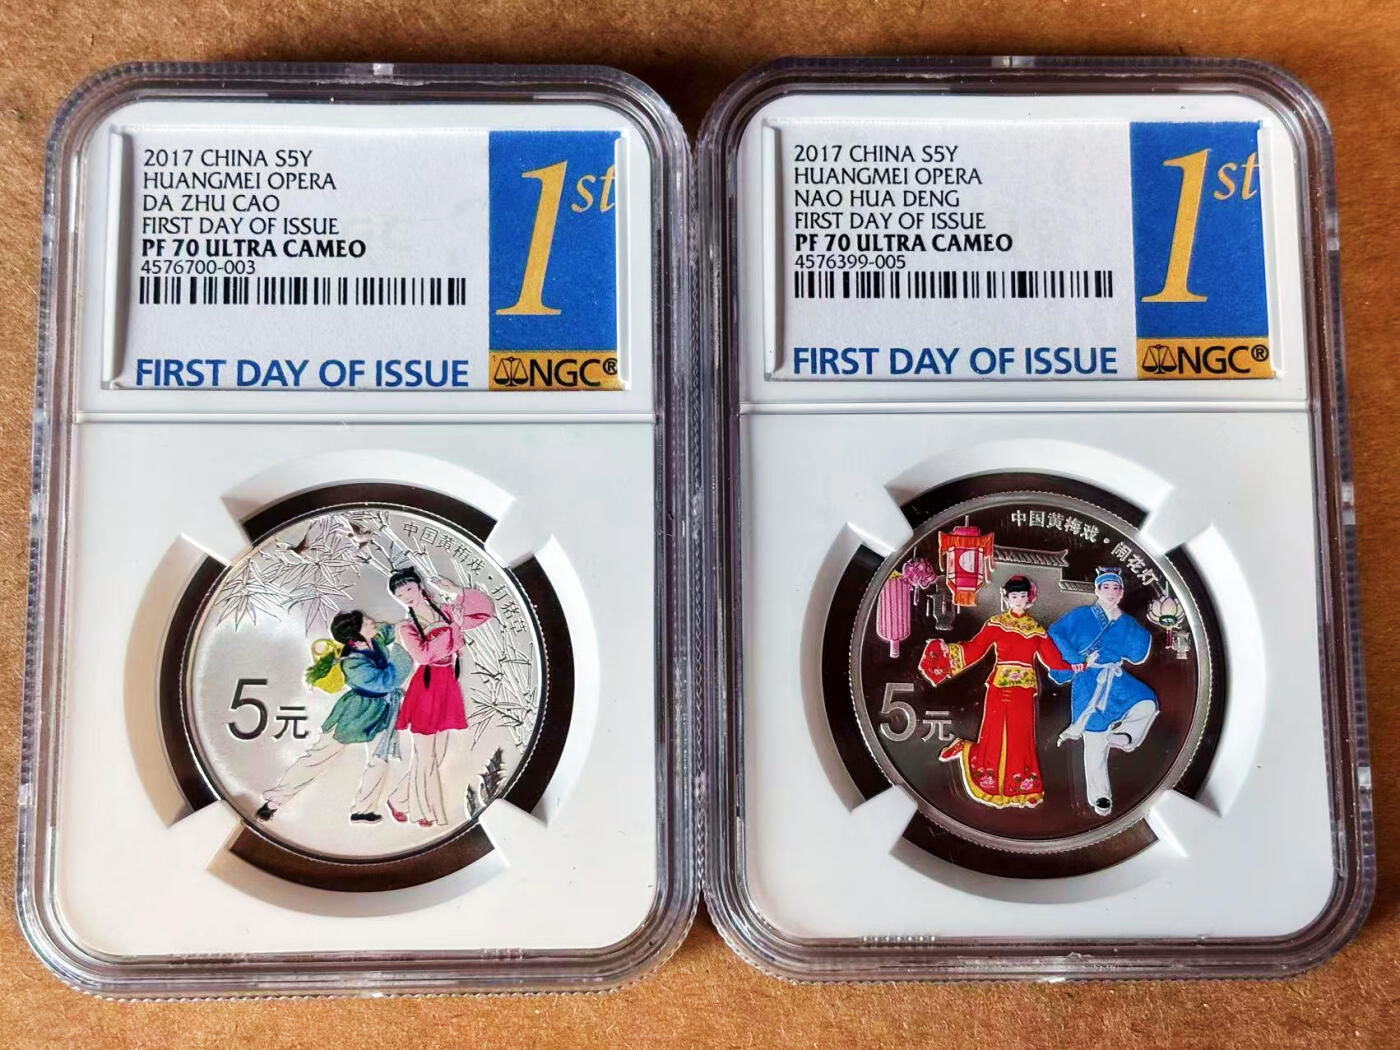 2017 CHINA S5Y
HUANGMEI OPERA
DA ZHU CAO
FIRST DAY OF ISSUE
PF 70 ULTRA CAMEO
4576700-003
FIRST DAY OF ISSUE
1st
NGC®
中国黄梅戏·打猪草
5元
2017 CHINA S5Y
HUANGMEI OPERA
NAO HUA DENG
FIRST DAY OF ISSUE
PF 70 ULTRA CAMEO
4576399-005
FIRST DAY OF ISSUE
1st
NGC®
中国黄梅戏·闹花灯
5元